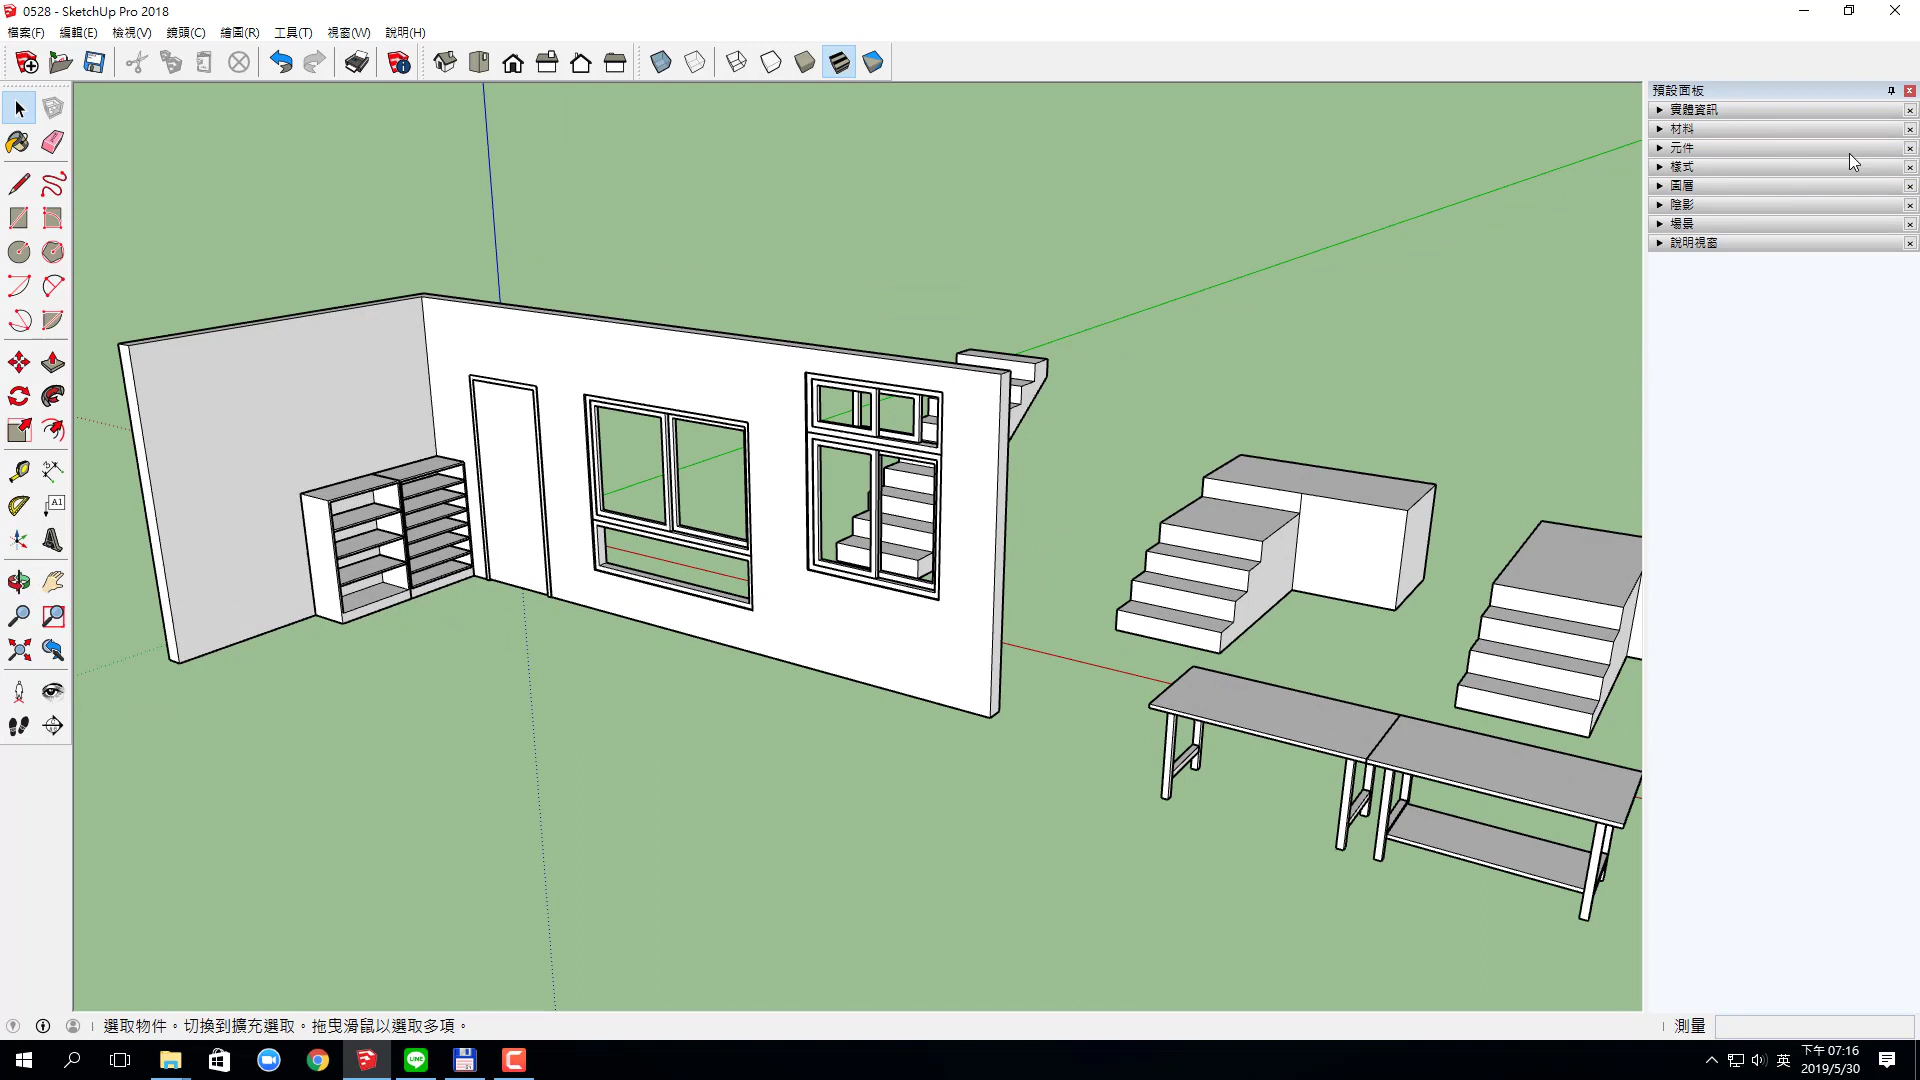 0528 - SketchUp Pro 2018
檔案(F) 編輯(E) 檢視(V) 鏡頭(C) 繪圖(R) 工具(T) 視窗(W) 說明(H)
預設面板
實體資訊
材料
元件
樣式
圖層
陰影
場景
說明視窗
A1
選取物件。切換到擴充選取。拖曳滑鼠以選取多項。
測量
LINE
英
下午 07:16
2019/5/30